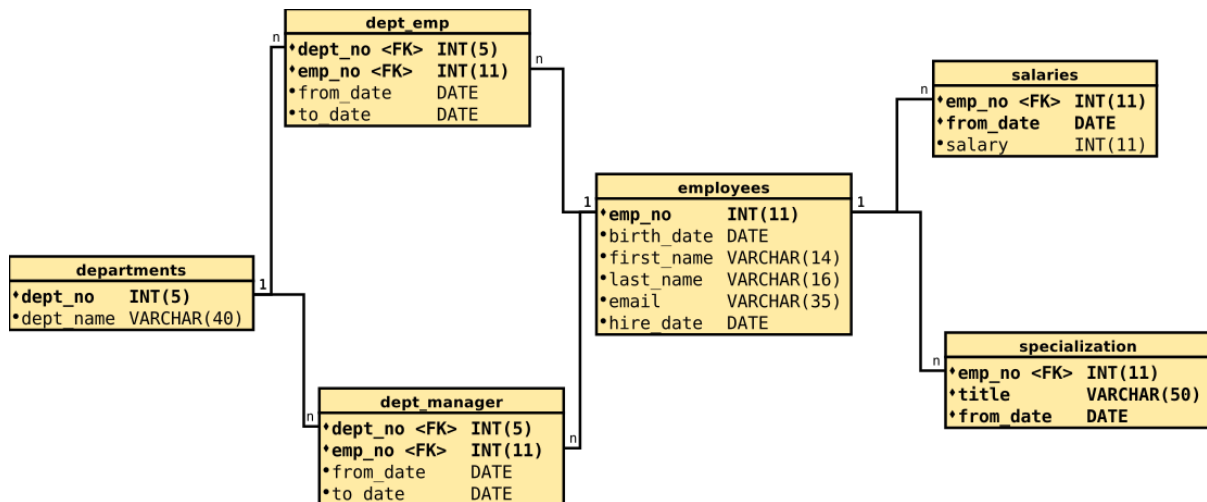 dept_emp
dept_no <FK> INT(5)
emp_no <FK> INT(11)
from_date DATE
to_date DATE
n
n
salaries
emp_no <FK> INT(11)
from_date DATE
salary INT(11)
n
employees
emp_no INT(11)
birth_date DATE
first_name VARCHAR(14)
last_name VARCHAR(16)
email VARCHAR(35)
hire_date DATE
1
1
departments
dept_no INT(5)
dept_name VARCHAR(40)
1
specialization
emp_no <FK> INT(11)
title VARCHAR(50)
from_date DATE
n
dept_manager
dept_no <FK> INT(5)
emp_no <FK> INT(11)
from_date DATE
to_date DATE
n
n